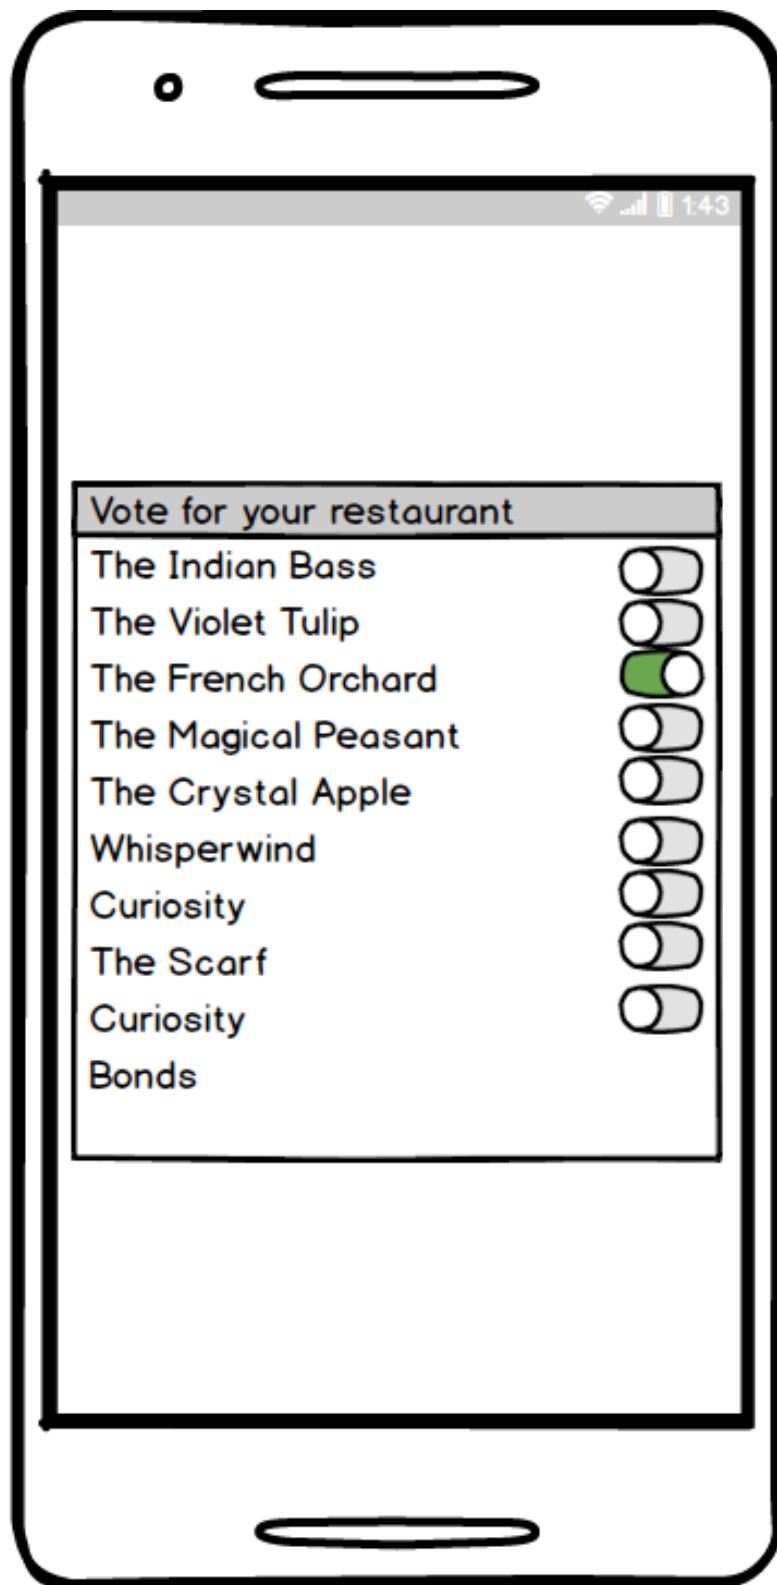 1:43
Vote for your restaurant
The Indian Bass
The Violet Tulip
The French Orchard
The Magical Peasant
The Crystal Apple
Whisperwind
Curiosity
The Scarf
Curiosity
Bonds